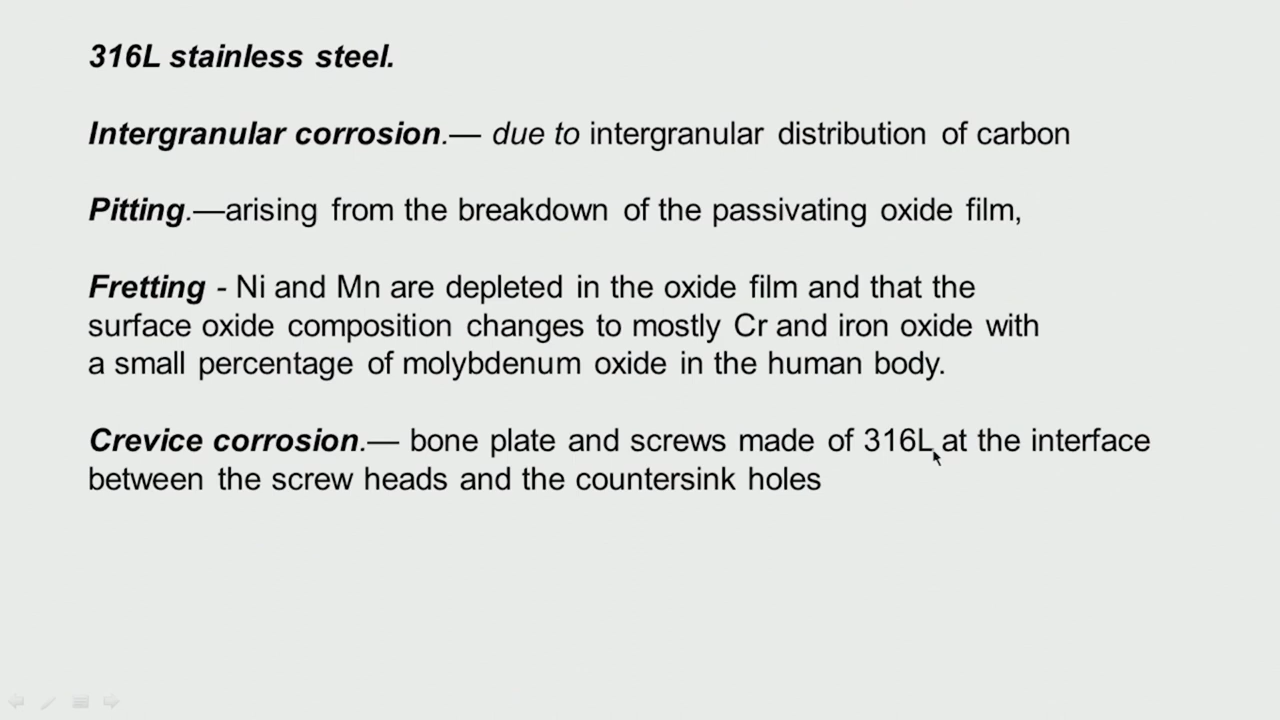 316L stainless steel.
Intergranular corrosion.— due to intergranular distribution of carbon
Pitting.—arising from the breakdown of the passivating oxide film,
Fretting - Ni and Mn are depleted in the oxide film and that the
surface oxide composition changes to mostly Cr and iron oxide with
a small percentage of molybdenum oxide in the human body.
Crevice corrosion.— bone plate and screws made of 316L at the interface
between the screw heads and the countersink holes